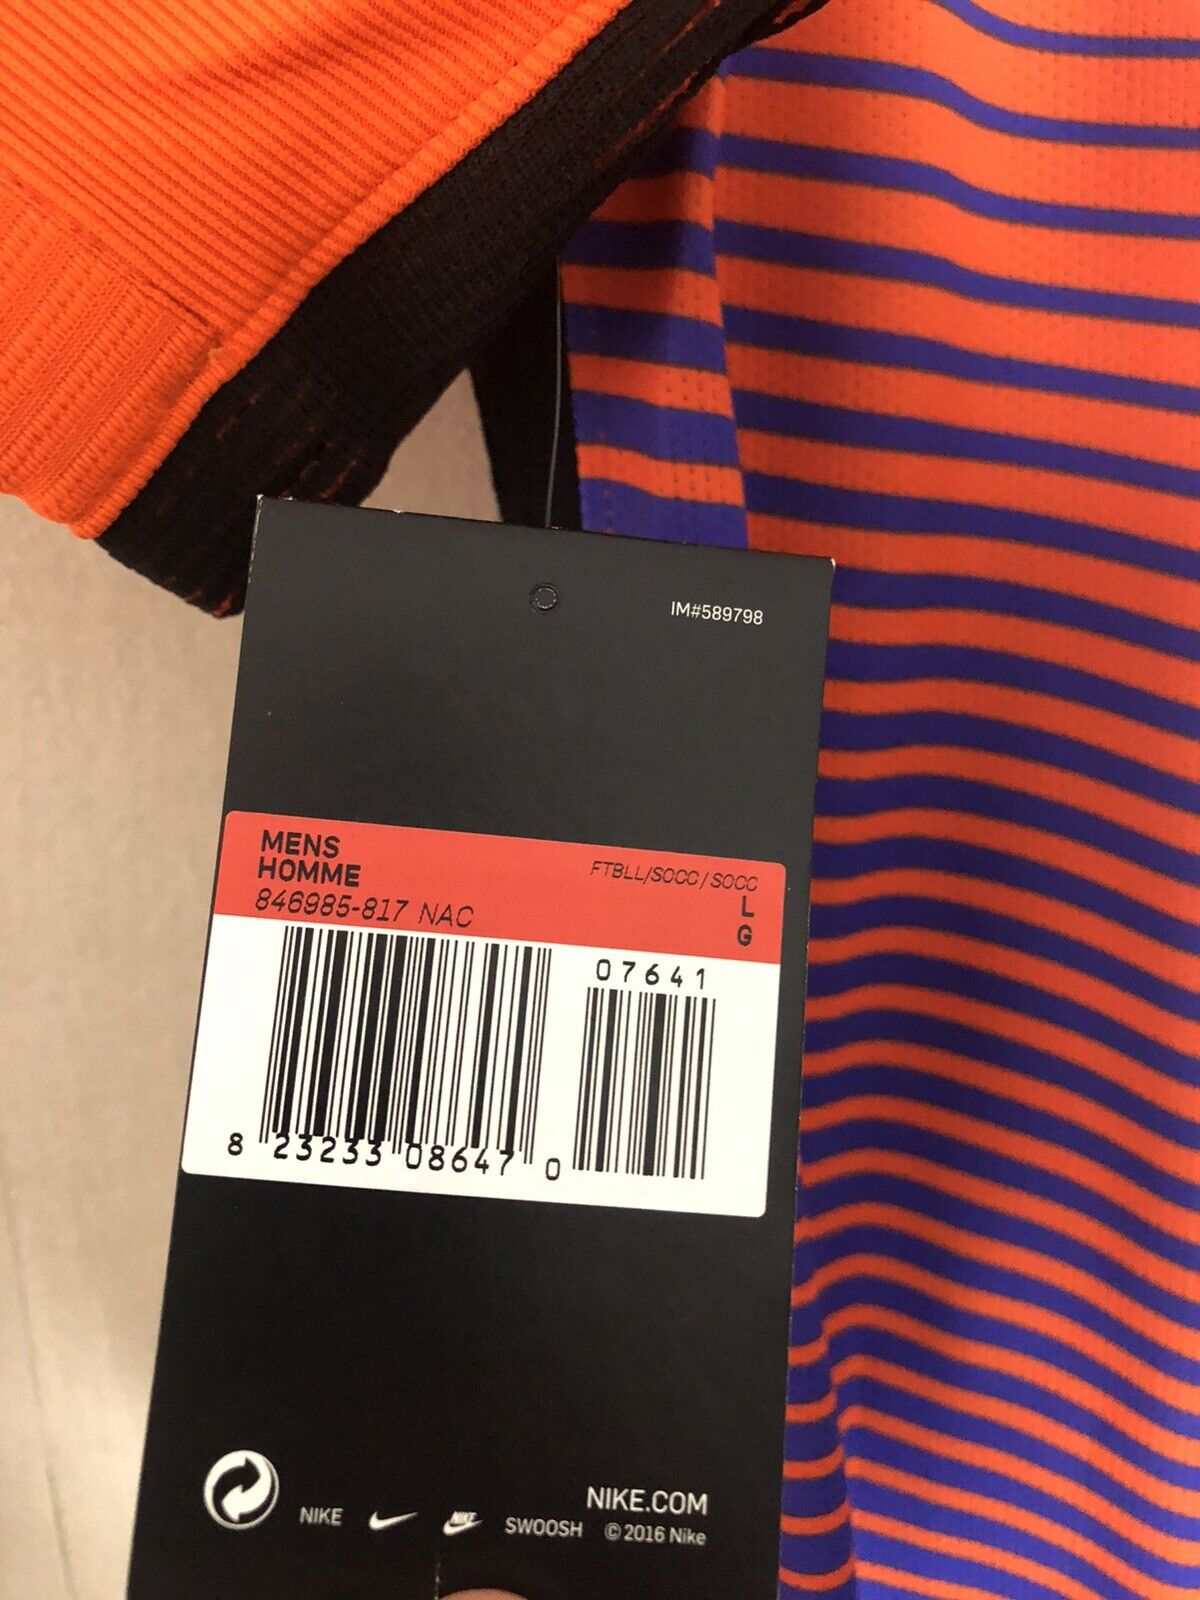 IM#589798
MENS
HOMME
846985-817 NAC
FTBLL/SOCC/SOCC
L
G
07641
8 23233 08647 0
NIKE.COM
NIKE NIKE SWOOSH ©2016 Nike